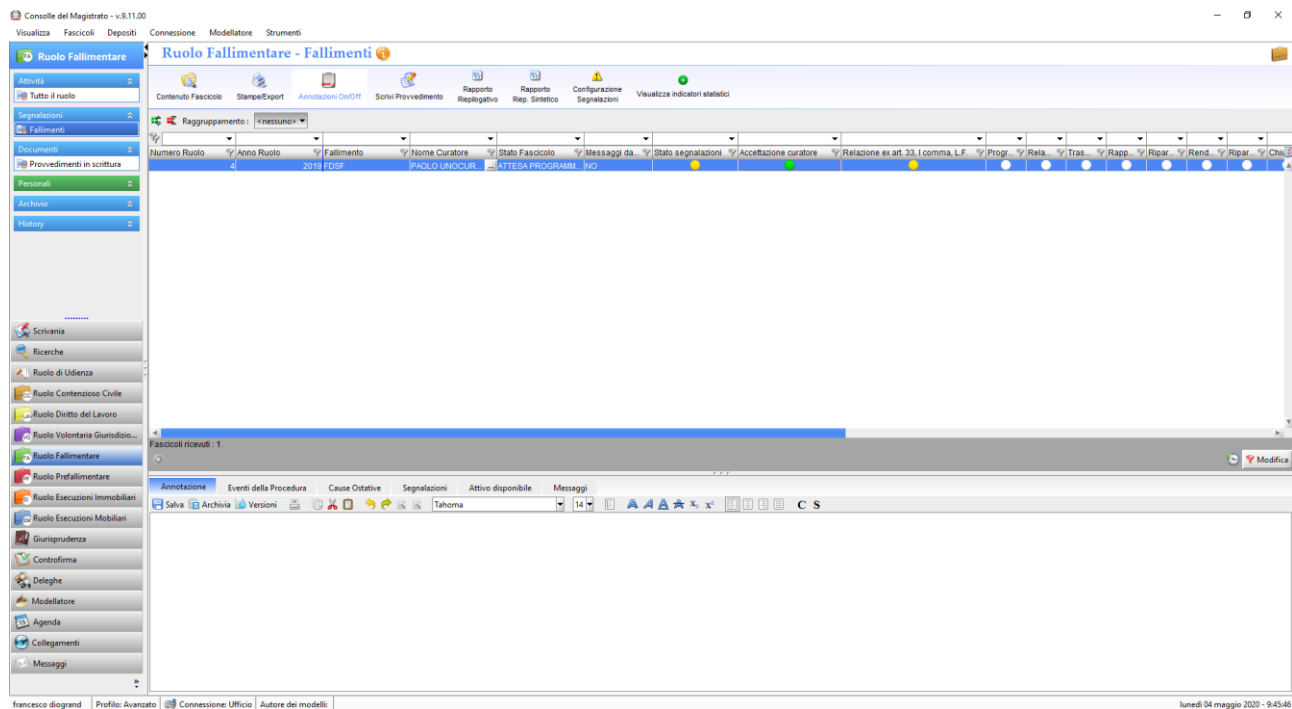 Consolle del Magistrato - v.9.11.00
Visualizza Fascicoli Depositi Connessione Modellatore Strumenti
Ruolo Fallimentare
Ruolo Fallimentare - Fallimenti
Attività
Tutto il ruolo
Segnalazioni
Fallimenti
Documenti
Provvedimenti in scrittura
Personali
Archivio
History
Contenuto Fascicolo
Stampe/Export
Annotazioni On/Off
Scrivi Provvedimento
Rapporto Riepilogativo
Rapporto Riep. Sintetico
Configurazione Segnalazioni
Visualizza indicatori statistici
Raggruppamento : <nessuno>
Numero Ruolo Anno Ruolo Fallimento Nome Curatore Stato Fascicolo Messaggi da... Stato segnalazioni Accettazione curatore Relazione ex art. 33, I comma, L.F. Progr... Rela... Tras... Rapp... Ripar... Rend... Ripar... Chiu
4 2019 FDSF PAOLO UNOCUR... ATTESA PROGRAMM... NO
Fascicoli ricevuti : 1
Modifica
Scrivania
Ricerche
Ruolo di Udienza
Ruolo Contenzioso Civile
Ruolo Diritto del Lavoro
Ruolo Volontaria Giurisdizio...
Ruolo Fallimentare
Ruolo Prefallimentare
Ruolo Esecuzioni Immobiliari
Ruolo Esecuzioni Mobiliari
Giurisprudenza
Controfirma
Deleghe
Modellatore
Agenda
Collegamenti
Messaggi
Annotazione Eventi della Procedura Cause Ostative Segnalazioni Attivo disponibile Messaggi
Salva Archivia Versioni Tahoma 14 A A A A X₂ x² C S
francesco diogrand Profilo: Avanzato Connessione: Ufficio Autore dei modelli: lunedì 04 maggio 2020 - 9:45:46